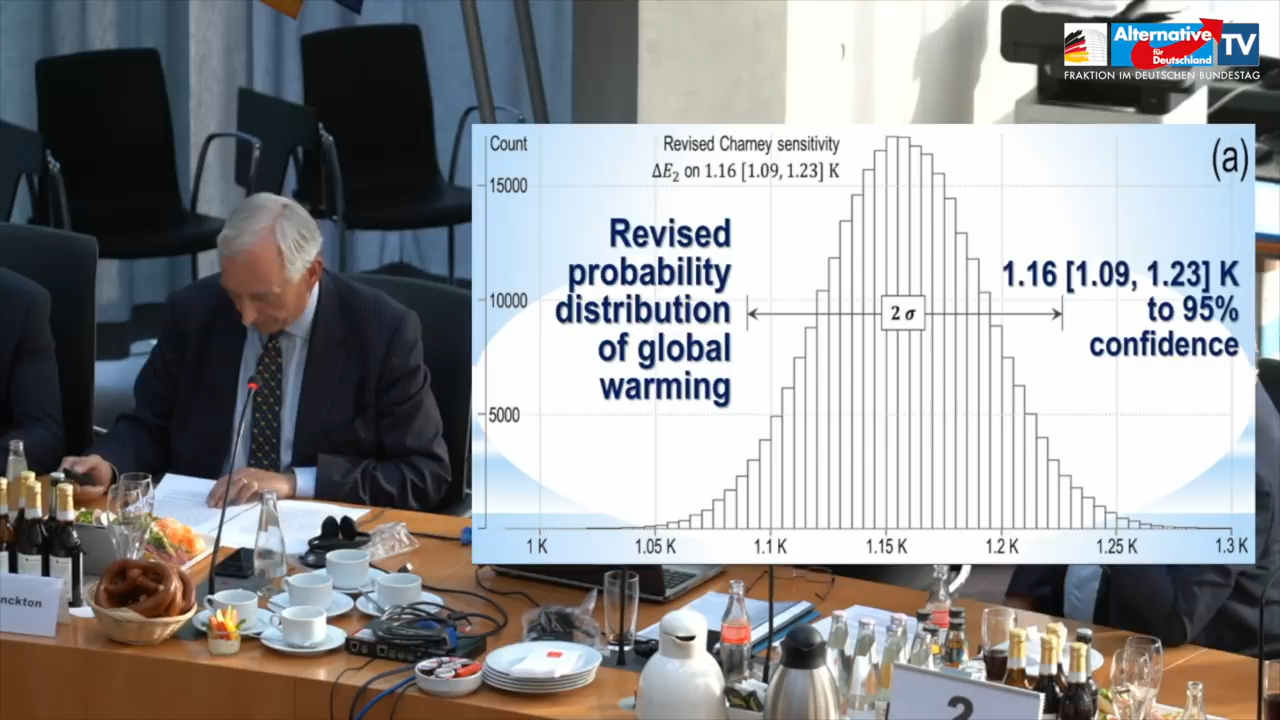 Alternative
für
Deutschland
TV
FRAKTION IM DEUTSCHEN BUNDESTAG
Count
Revised Charney sensitivity
ΔE₂ on 1.16 [1.09, 1.23] K
(a)
15000
Revised
probability
distribution
of global
warming
1.16 [1.09, 1.23] K
to 95%
confidence
10000
2 σ
5000
1 K
1.05 K
1.1 K
1.15 K
1.2 K
1.25 K
1.3 K
nckton
2